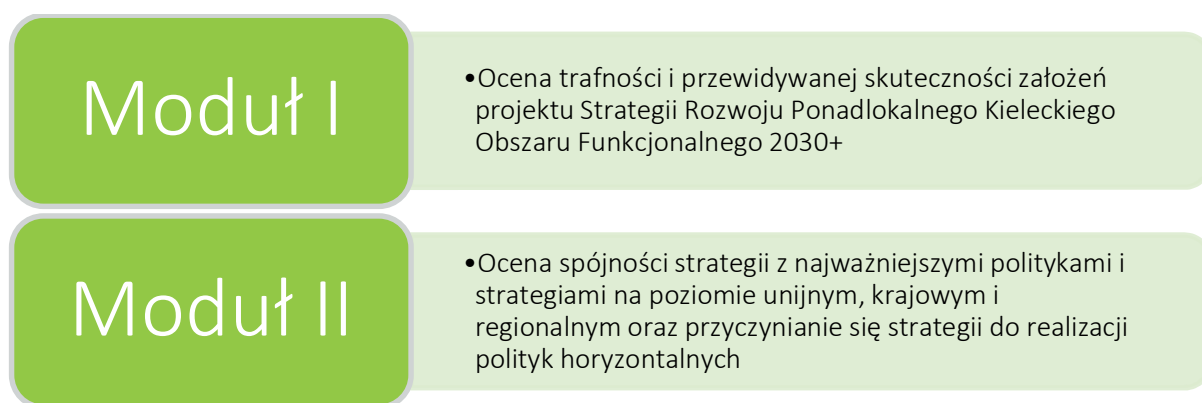 Moduł I
•Ocena trafności i przewidywanej skuteczności założeń
projektu Strategii Rozwoju Ponadlokalnego Kieleckiego
Obszaru Funkcjonalnego 2030+
Moduł II
•Ocena spójności strategii z najważniejszymi politykami i
strategiami na poziomie unijnym, krajowym i
regionalnym oraz przyczynianie się strategii do realizacji
polityk horyzontalnych